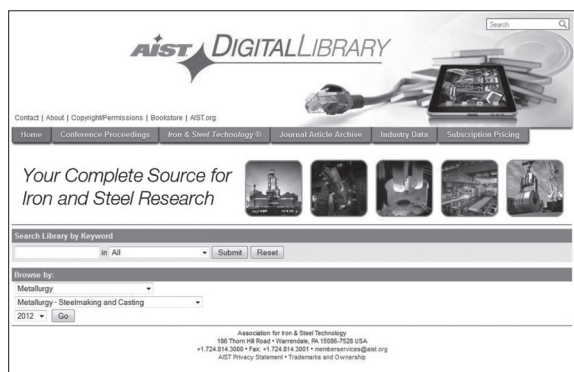 Search
AIST DIGITALLIBRARY
Contact | About | Copyright/Permissions | Bookstore | AIST.org
Home Conference Proceedings Iron & Steel Technology ® Journal Article Archive Industry Data Subscription Pricing
Your Complete Source for
Iron and Steel Research
Search Library by Keyword
in All Submit Reset
Browse by:
Metallurgy
Metallurgy - Steelmaking and Casting
2012 Go
Association for Iron & Steel Technology
186 Thorn Hill Road • Warrendale, PA 15086-7528 USA
+1.724.814.3000 • Fax: +1.724.814.3001 • memberservices@aist.org
AIST Privacy Statement • Trademarks and Ownership